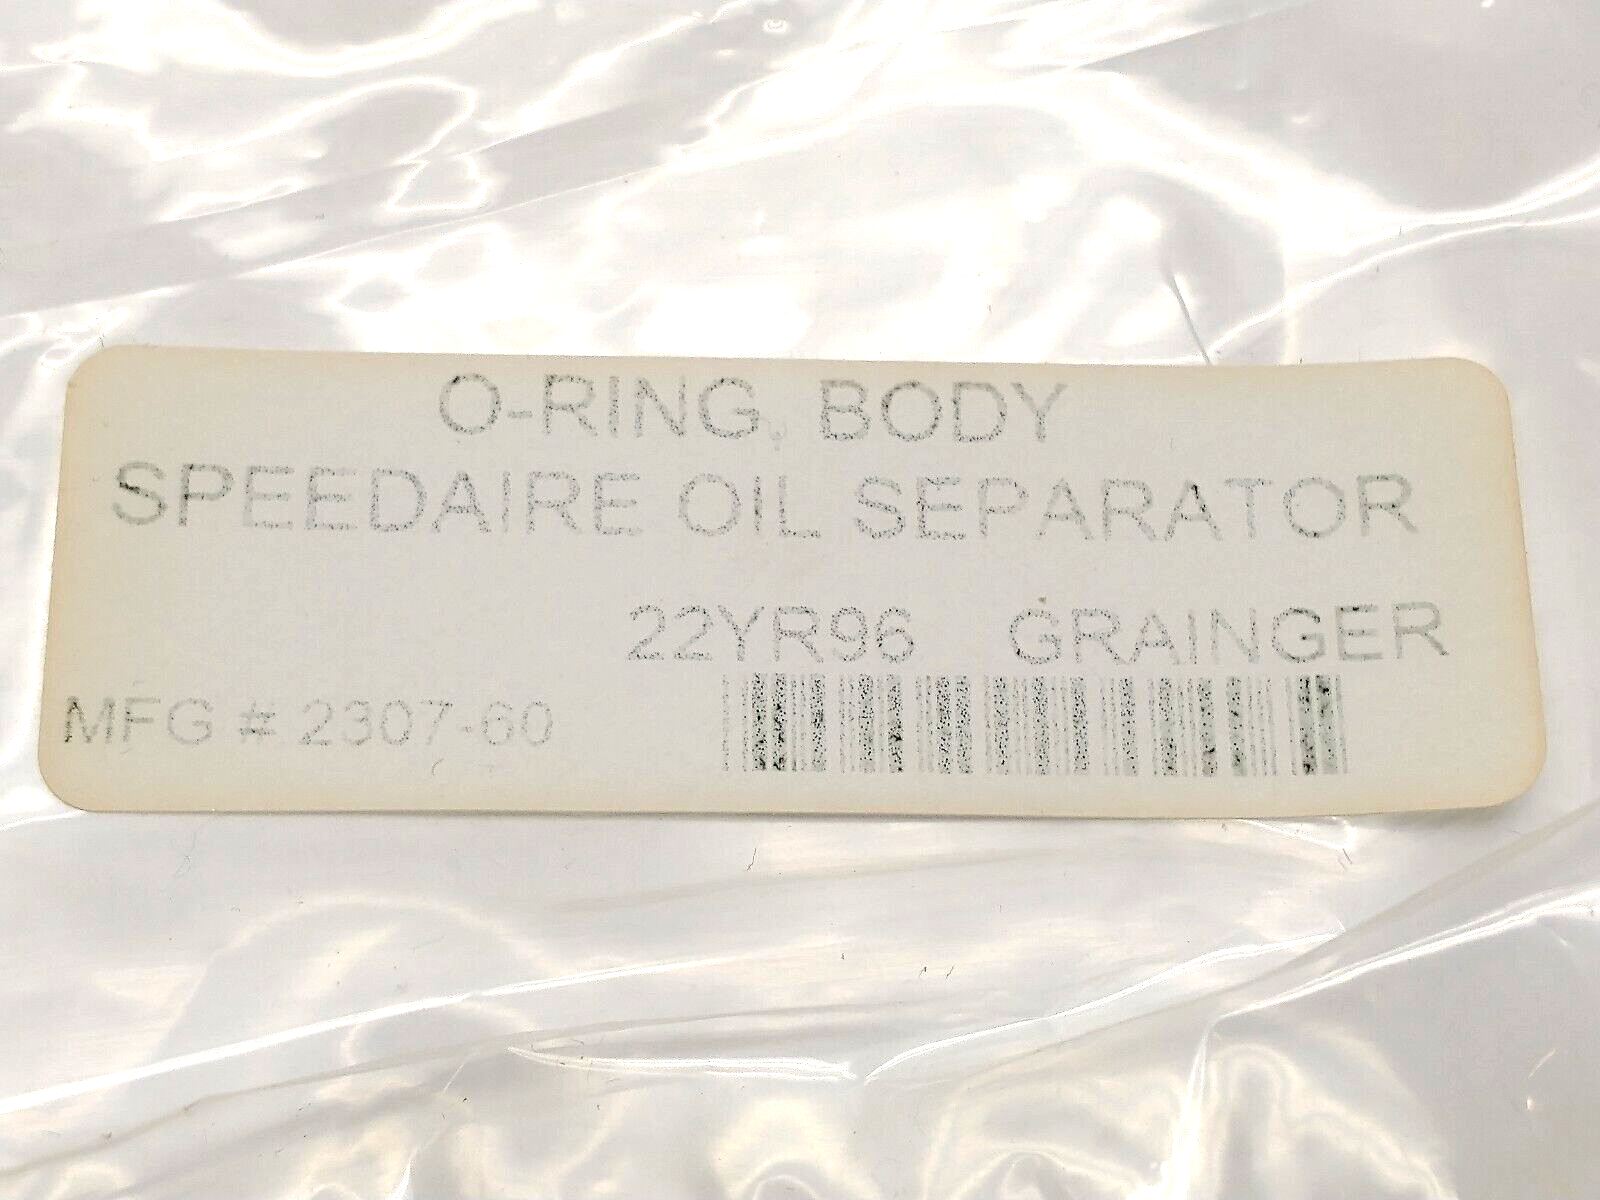 O-RING, BODY
SPEEDAIRE OIL SEPARATOR
22YR96 GRAINGER
MFG # 2307-60